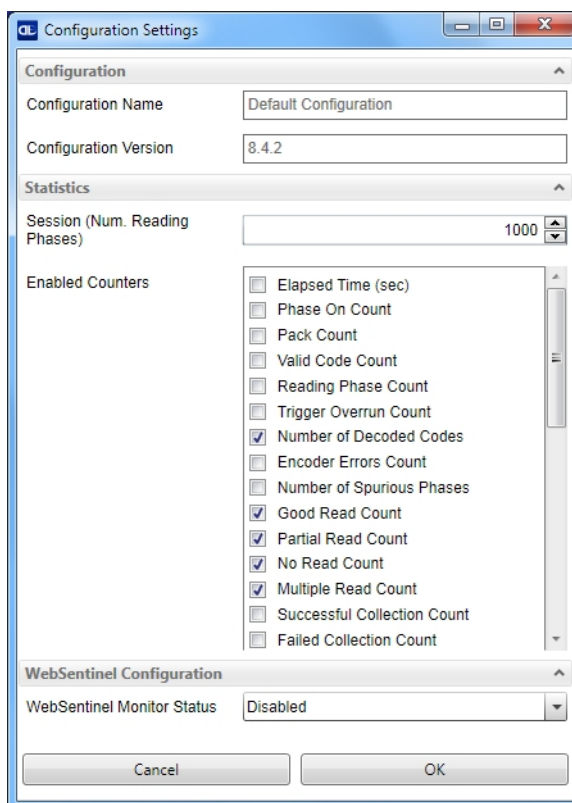 Configuration Settings
Configuration
Configuration Name
Default Configuration
Configuration Version
8.4.2
Statistics
Session (Num. Reading
Phases)
1000
Enabled Counters
Elapsed Time (sec)
Phase On Count
Pack Count
Valid Code Count
Reading Phase Count
Trigger Overrun Count
Number of Decoded Codes
Encoder Errors Count
Number of Spurious Phases
Good Read Count
Partial Read Count
No Read Count
Multiple Read Count
Successful Collection Count
Failed Collection Count
WebSentinel Configuration
WebSentinel Monitor Status
Disabled
Cancel
OK